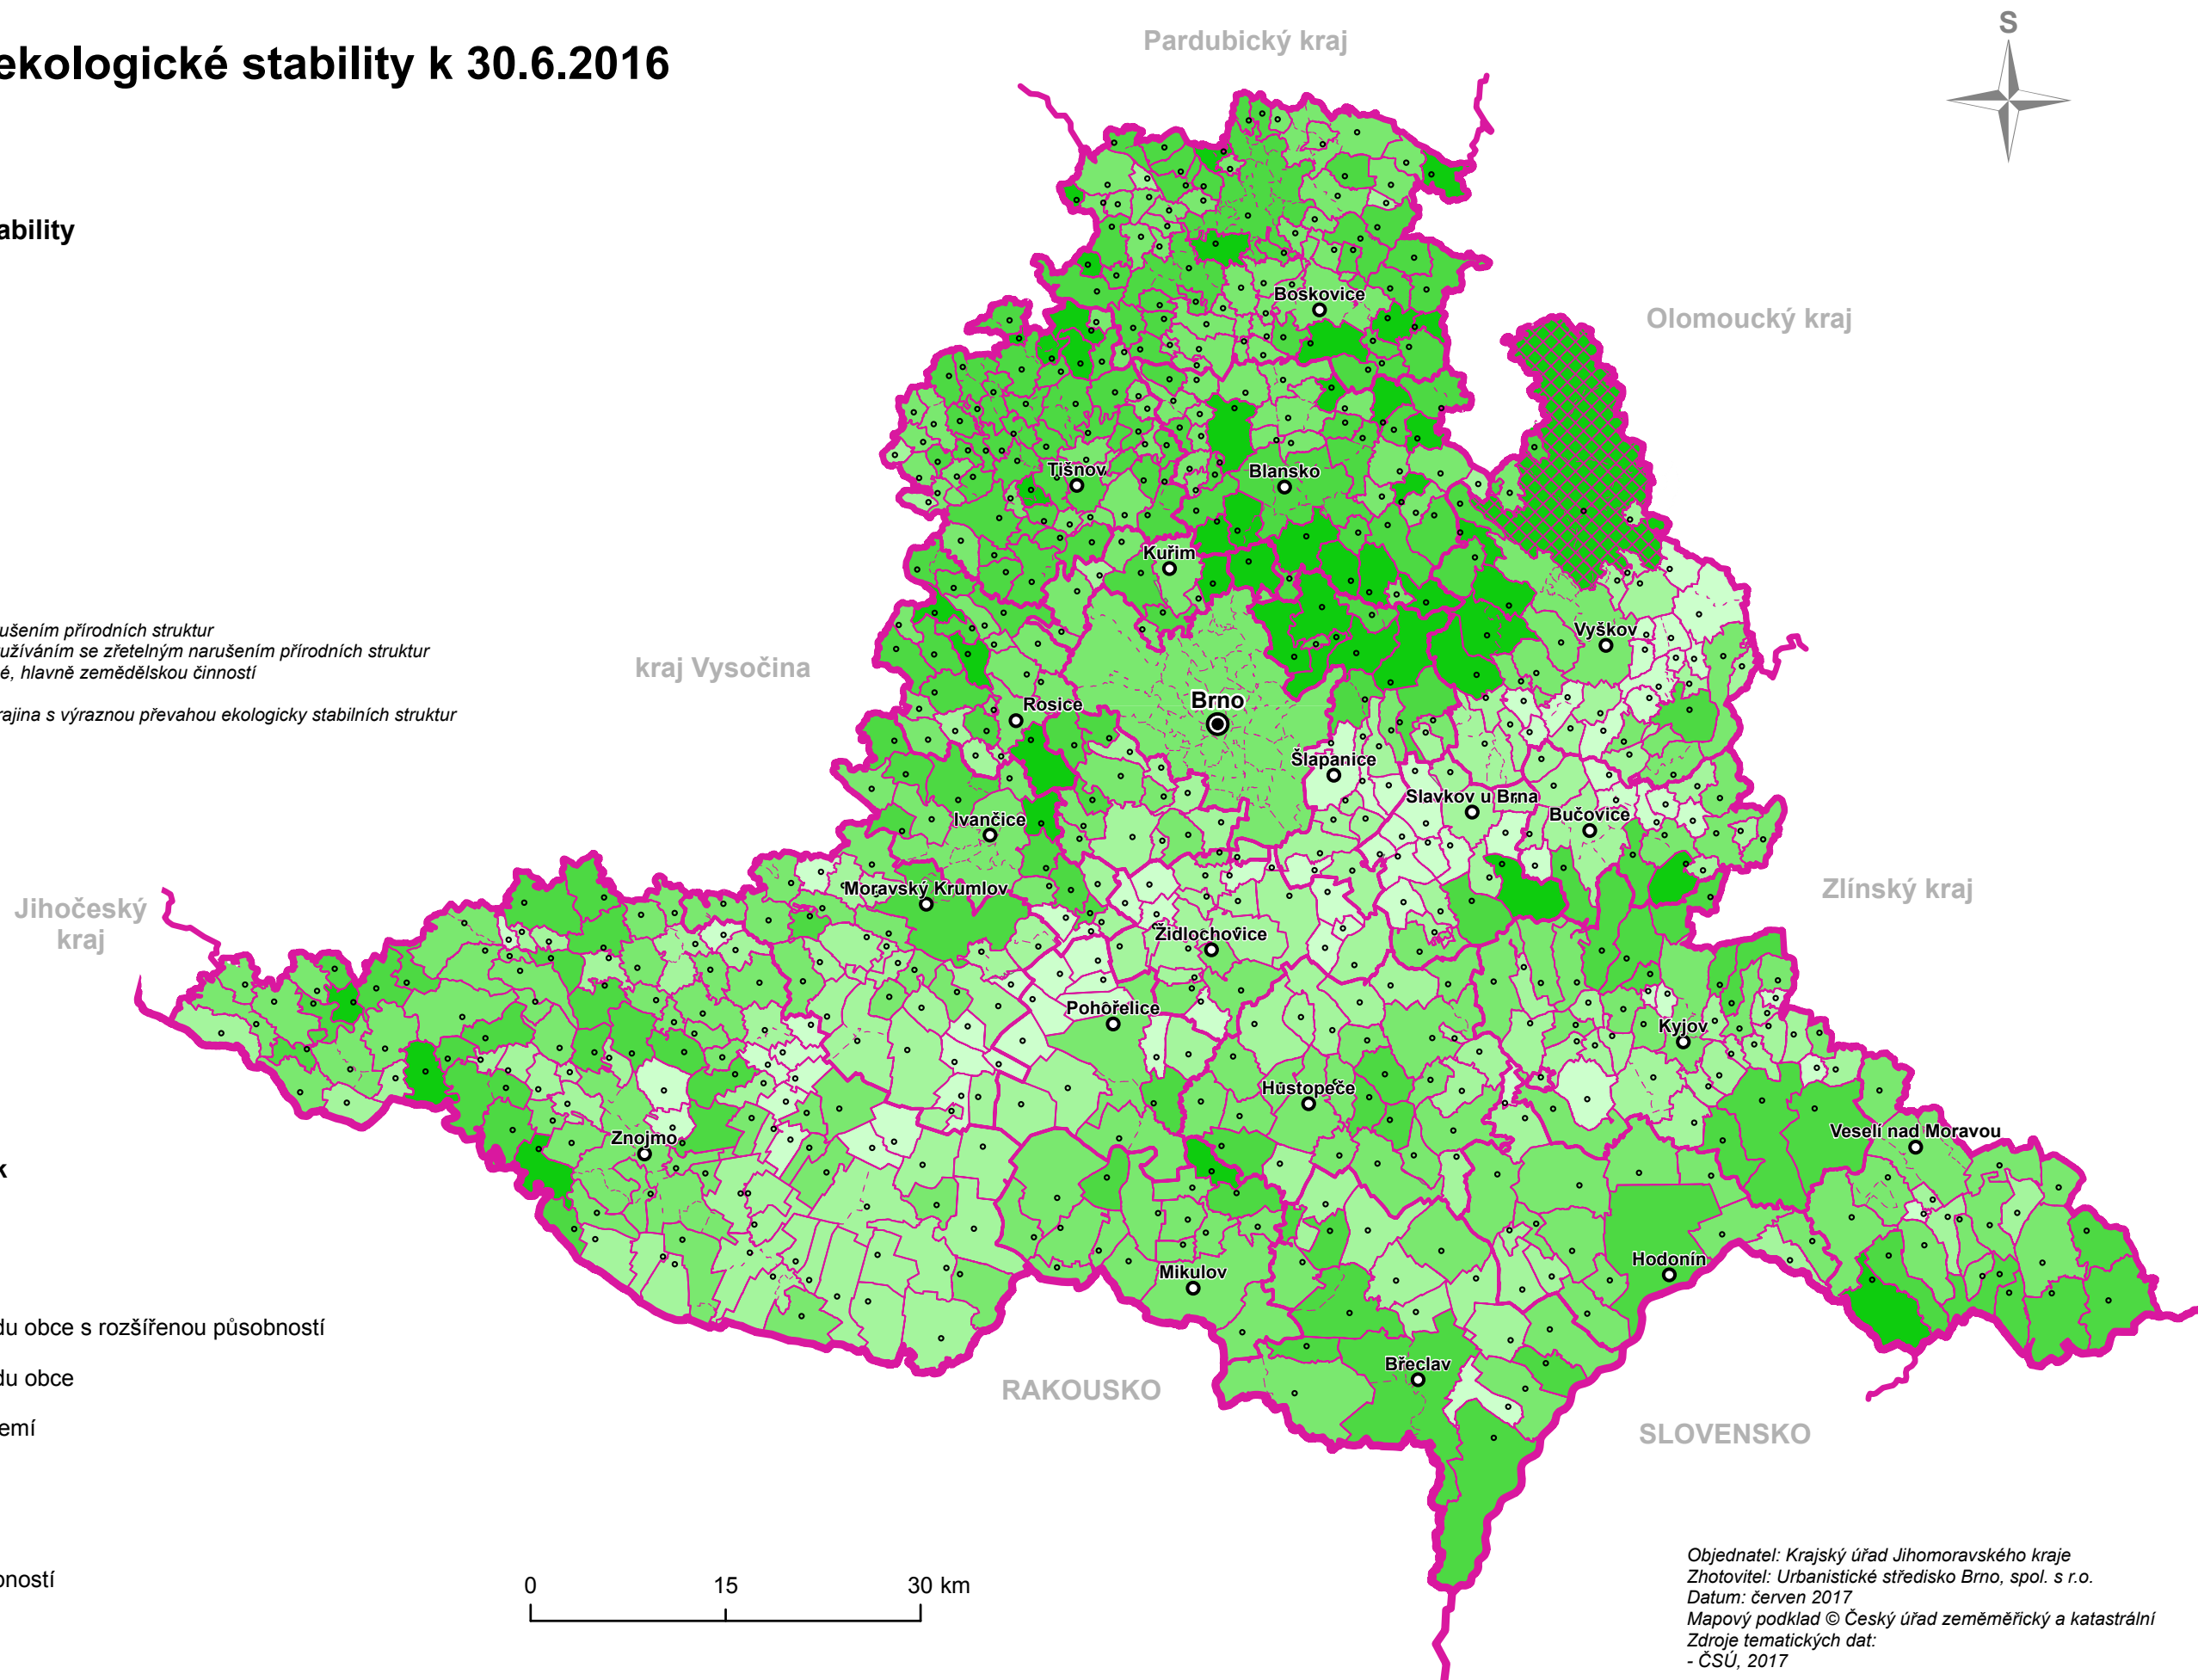 ekologické stability k 30.6.2016
Pardubický kraj
S
ability
Olomoucký kraj
Boskovice
Tišnov
Blansko
Kuřim
ušením přírodních struktur
užíváním se zřetelným narušením přírodních struktur
é, hlavně zemědělskou činností
rajina s výraznou převahou ekologicky stabilních struktur
kraj Vysočina
Vyškov
Brno
Rosice
Šlapanice
Slavkov u Brna
Bučovice
Ivančice
Moravský Krumlov
Zlínský kraj
Jihočeský
kraj
Židlochovice
Pohořelice
Kyjov
Hustopeče
Znojmo
Veselí nad Moravou
k
Mikulov
Hodonín
du obce s rozšířenou působností
du obce
emí
Břeclav
RAKOUSKO
SLOVENSKO
bností
0 15 30 km
Objednatel: Krajský úřad Jihomoravského kraje
Zhotovitel: Urbanistické středisko Brno, spol. s r.o.
Datum: červen 2017
Mapový podklad © Český úřad zeměměřický a katastrální
Zdroje tematických dat:
- ČSÚ, 2017